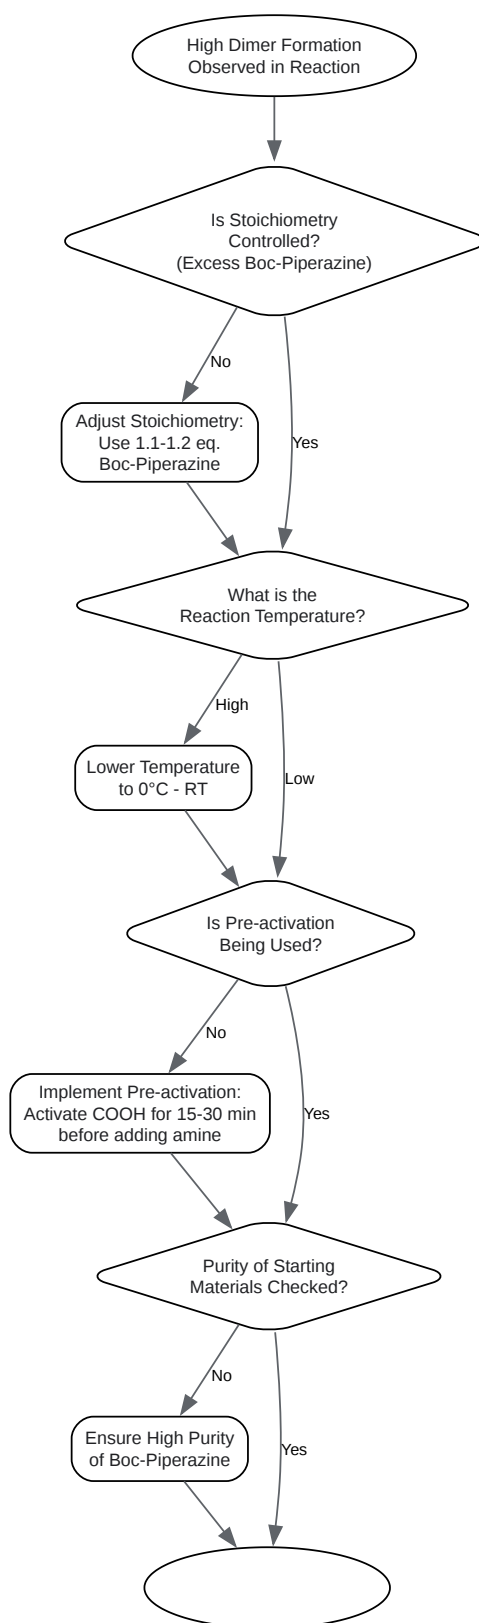 High Dimer Formation
Observed in Reaction
Is Stoichiometry
Controlled?
(Excess Boc-Piperazine)
No
Adjust Stoichiometry:
Use 1.1-1.2 eq.
Boc-Piperazine
Yes
What is the
Reaction Temperature?
High
Lower Temperature
to 0°C - RT
Low
Is Pre-activation
Being Used?
No
Implement Pre-activation:
Activate COOH for 15-30 min
before adding amine
Yes
Purity of Starting
Materials Checked?
No
Ensure High Purity
of Boc-Piperazine
Yes